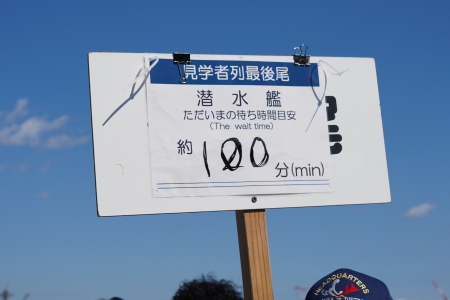 見学者列最後尾
潜水艦
ただいまの待ち時間目安
(The wait time)
約 100 分(min)
HEADQUARTERS